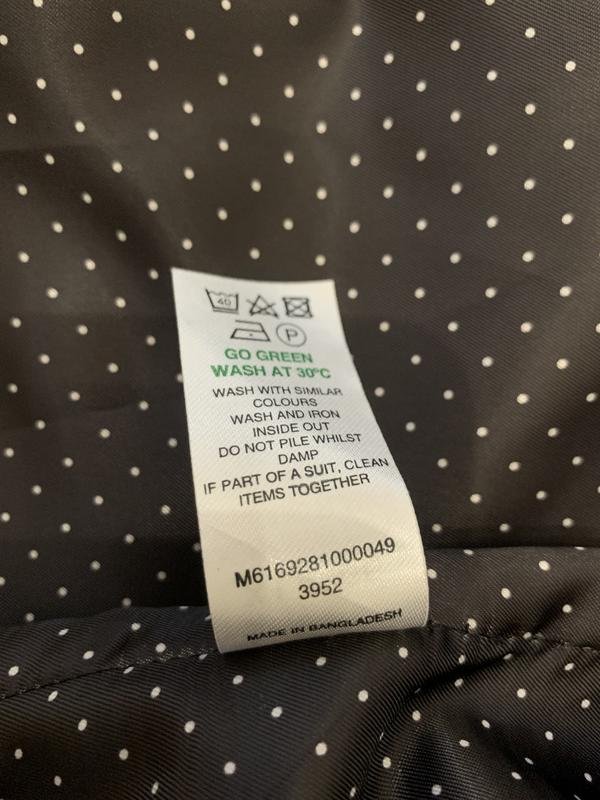 40
P
GO GREEN
WASH AT 30°C
WASH WITH SIMILAR
COLOURS
WASH AND IRON
INSIDE OUT
DO NOT PILE WHILST
DAMP
IF PART OF A SUIT, CLEAN
ITEMS TOGETHER
M6169281000049
3952
MADE IN BANGLADESH